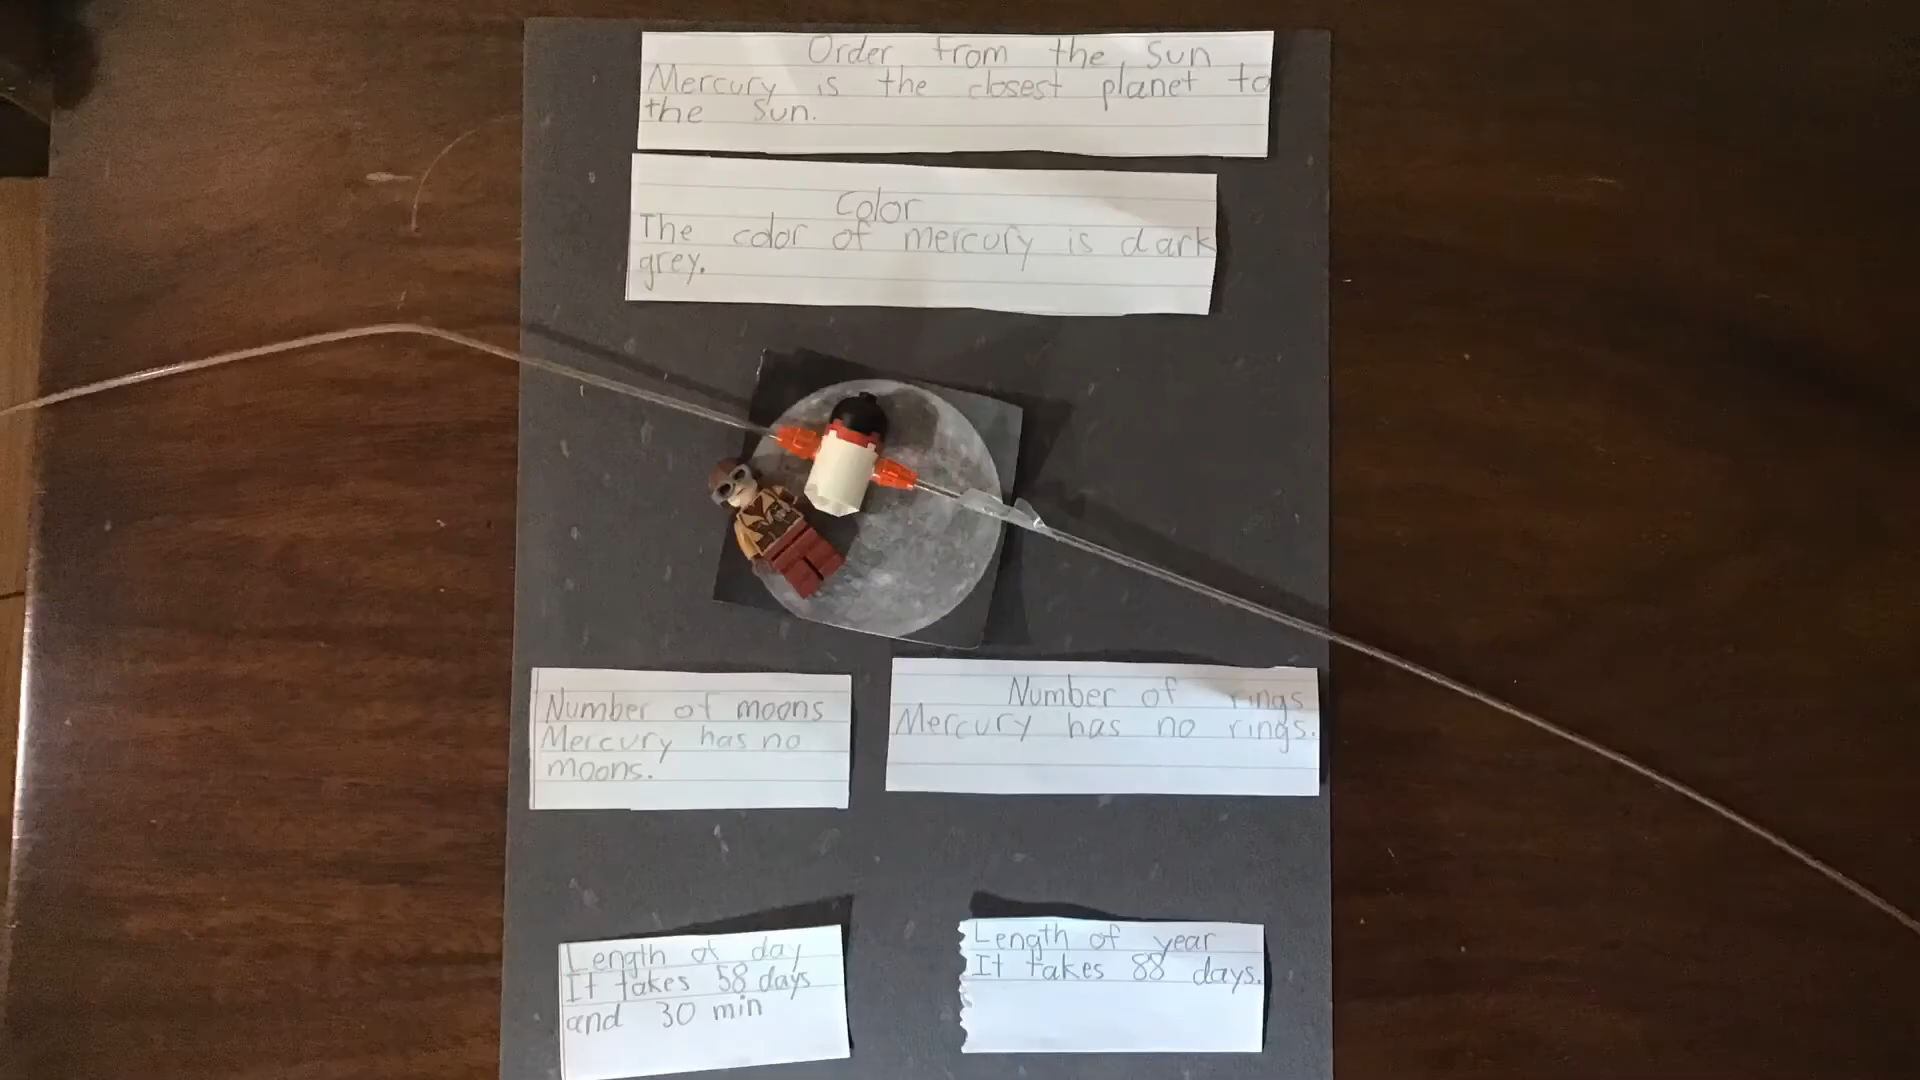 Order from the sun
Mercury is the closest planet to
the sun.
Color
The color of mercury is dark
grey.
Number of moons
Mercury has no
moons.
Number of rings
Mercury has no rings.
Length of day
It takes 58 days
and 30 min
Length of year
It takes 88 days.